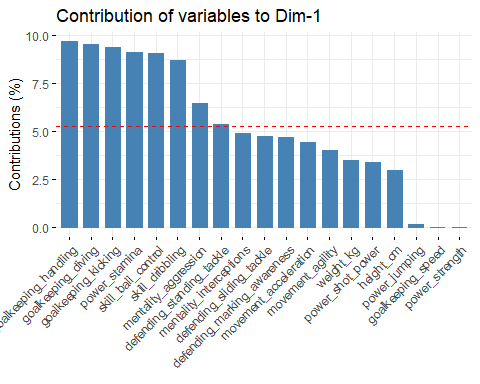 Contribution of variables to Dim-1
Contributions (%)
10.0
7.5
5.0
2.5
0.0
oalkeeping_handling
goalkeeping_diving
goalkeeping_kicking
power_stamina
skill_ball_control
skill_dribbling
mentality_aggression
defending_standing_tackle
mentality_interceptions
defending_sliding_tackle
defending_marking_awareness
movement_acceleration
movement_agility
weight_kg
power_shot_power
height_cm
power_jumping
goalkeeping_speed
power_strength